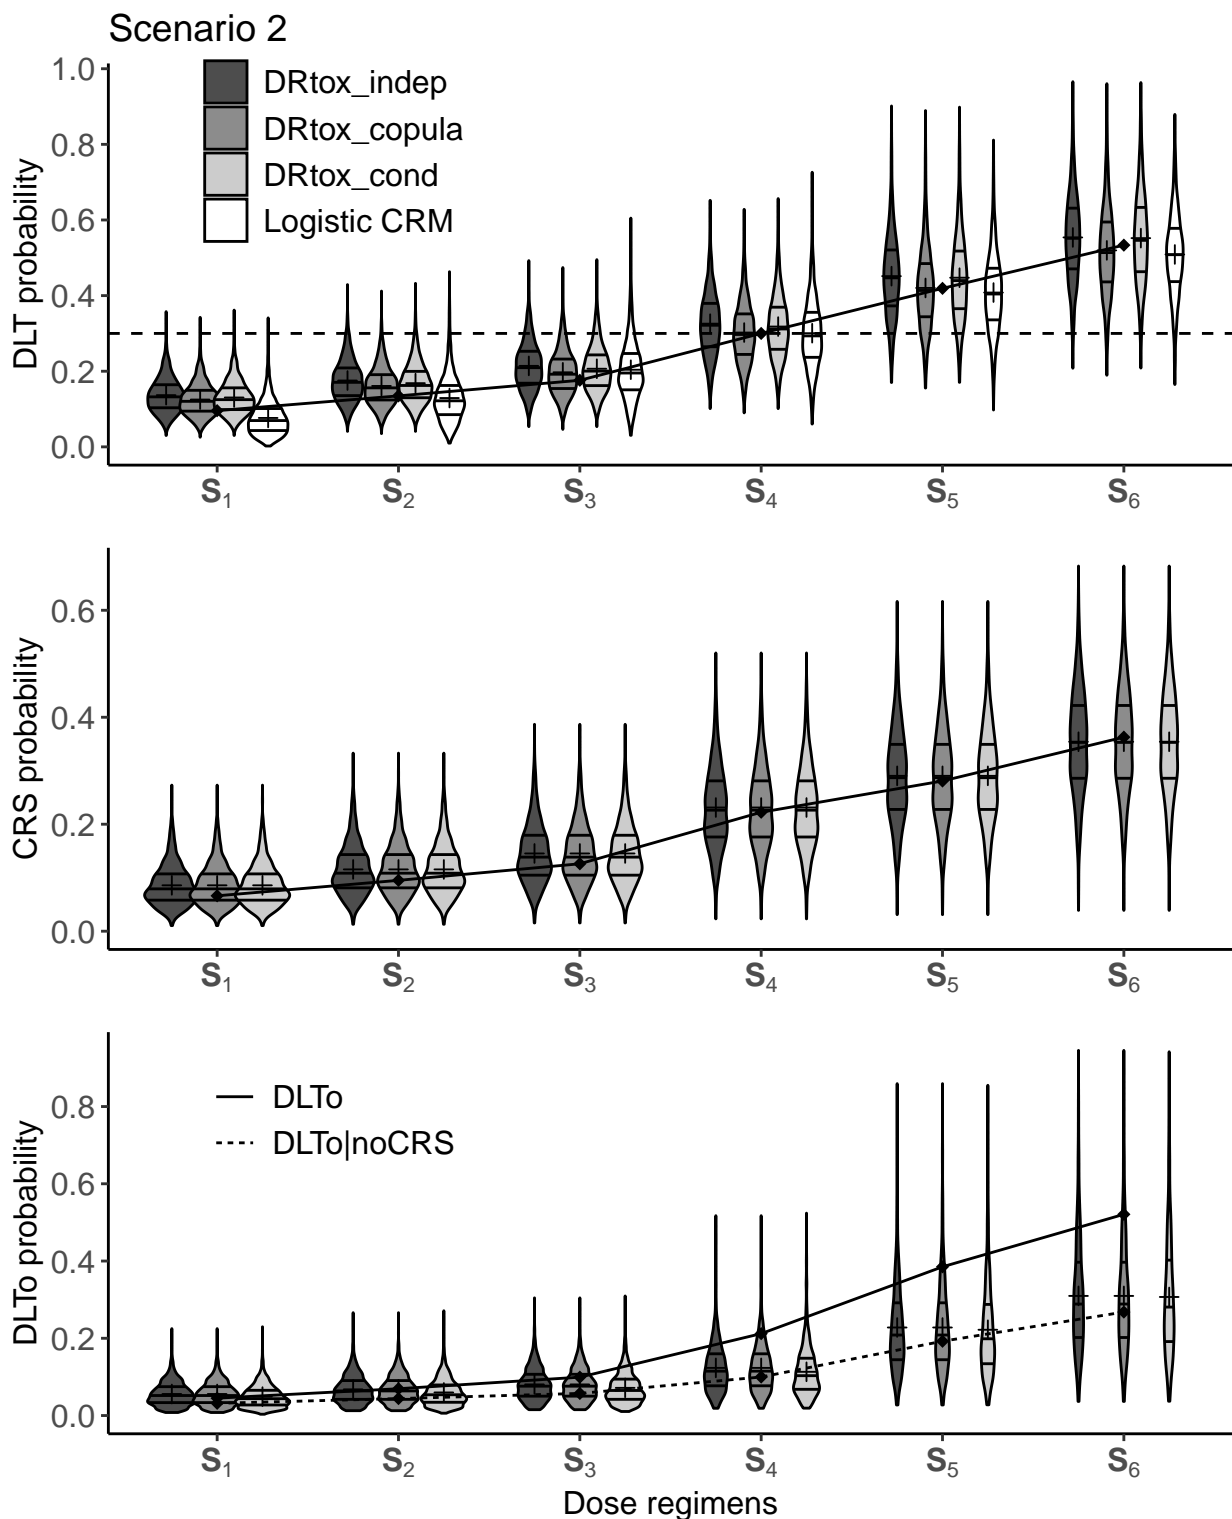 Scenario 2
DRtox_indep
DRtox_copula
DRtox_cond
Logistic CRM
DLT probability
1.0
0.8
0.6
0.4
0.2
0.0
S1 S2 S3 S4 S5 S6
CRS probability
0.6
0.4
0.2
0.0
S1 S2 S3 S4 S5 S6
DLTo probability
DLTo
DLTo|noCRS
0.8
0.6
0.4
0.2
0.0
S1 S2 S3 S4 S5 S6
Dose regimens